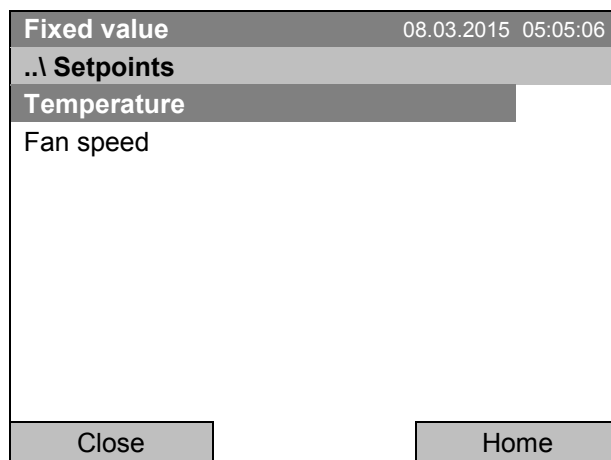 Fixed value 08.03.2015 05:05:06
..\ Setpoints
Temperature
Fan speed
Close Home